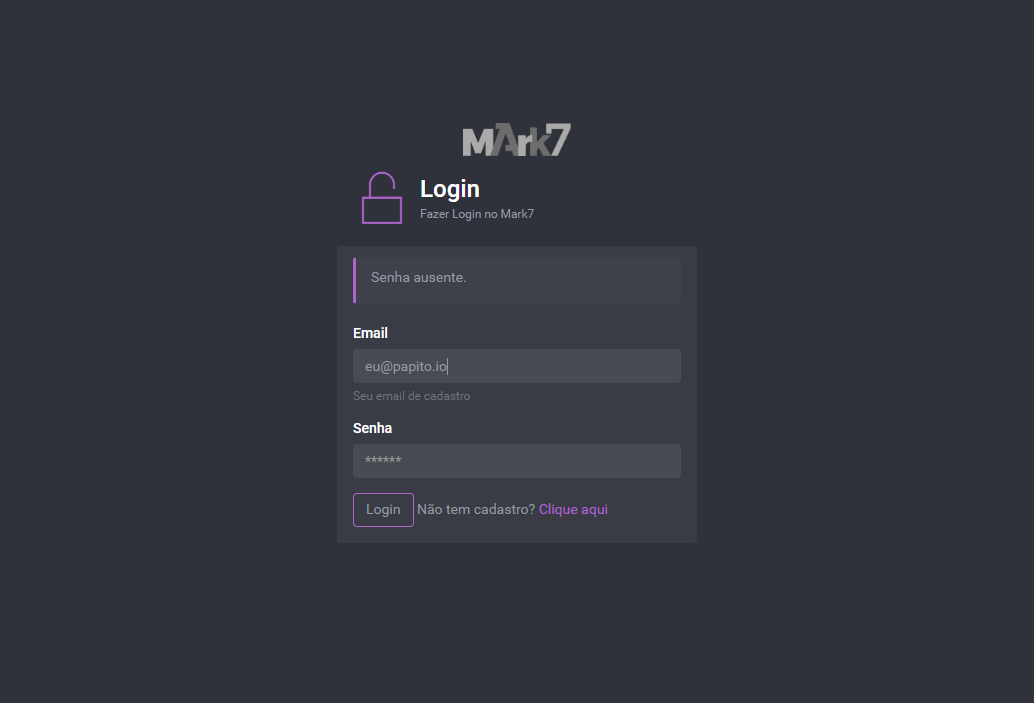 MArk7
Login
Fazer Login no Mark7
Senha ausente.
Email
eu@papito.io
Seu email de cadastro
Senha
******
Login Não tem cadastro? Clique aqui